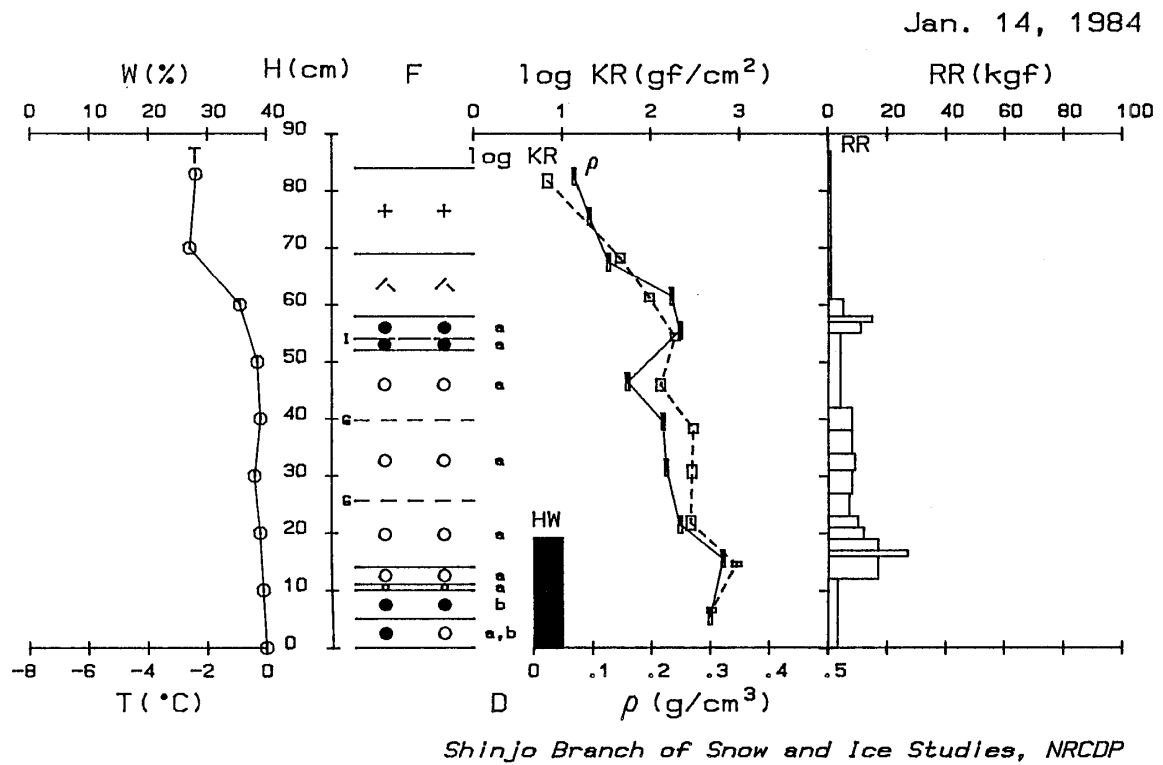 Jan. 14, 1984
W(%) H(cm) F log KR(gf/cm²) RR(kgf)
0 10 20 30 40 0 1 2 3 0 20 40 60 80 100
90
T log KR ρ RR
80
70
60
a
I a
50
a
G 40
a
30
G
20 HW
a
a
10 a
b
0 a,b
-8 -6 -4 -2 0 0 .1 .2 .3 .4 .5
T(°C) D ρ (g/cm³)
Shinjo Branch of Snow and Ice Studies, NRCDP